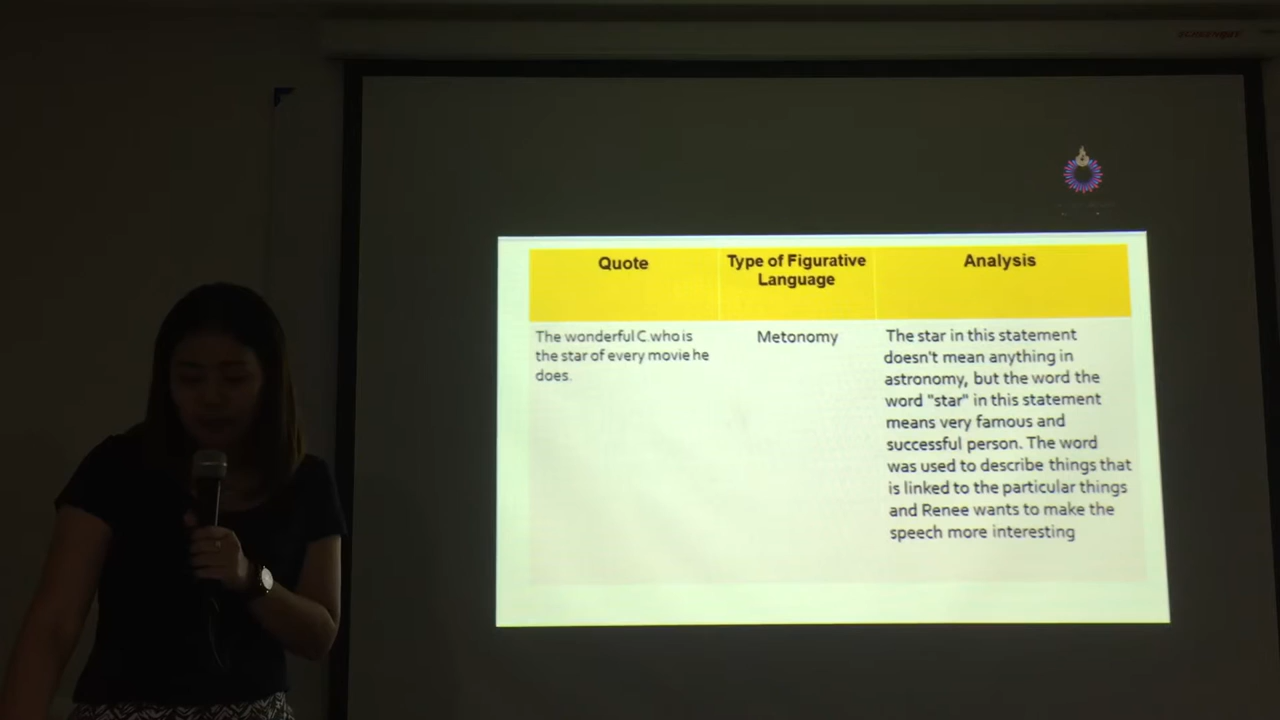 Quote
Type of Figurative
Language
Analysis
The wonderful C.who is
the star of every movie he
does.
Metonomy
The star in this statement
doesn't mean anything in
astronomy, but the word the
word "star" in this statement
means very famous and
successful person. The word
was used to describe things that
is linked to the particular things
and Renee wants to make the
speech more interesting